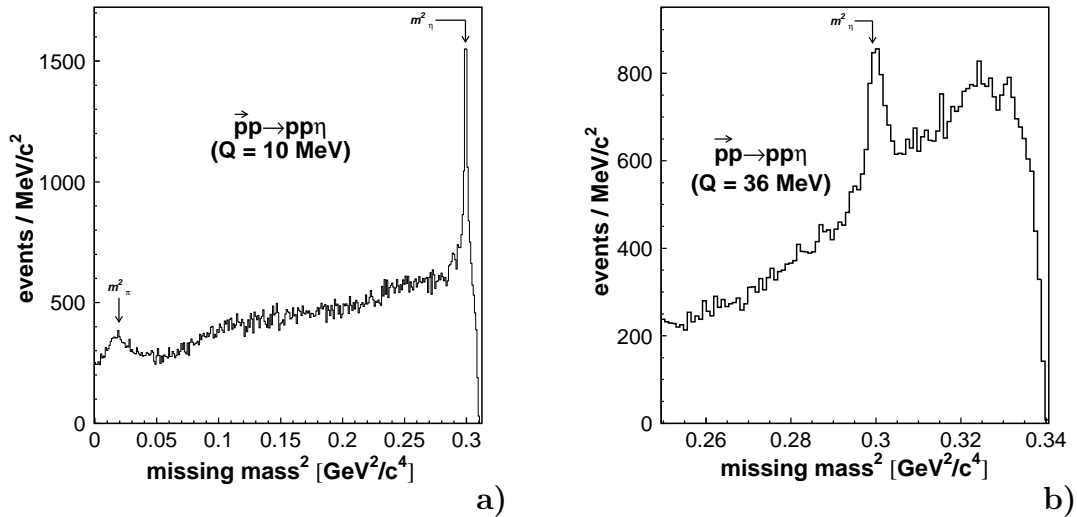 m²η
1500
p⃗p→ppη
(Q = 10 MeV)
1000
events / MeV/c²
m²π
500
0
0 0.05 0.1 0.15 0.2 0.25 0.3
missing mass² [GeV²/c⁴]
a)
m²η
800
p⃗p→ppη
(Q = 36 MeV)
600
events / MeV/c²
400
200
0
0.26 0.28 0.3 0.32 0.34
missing mass² [GeV²/c⁴]
b)